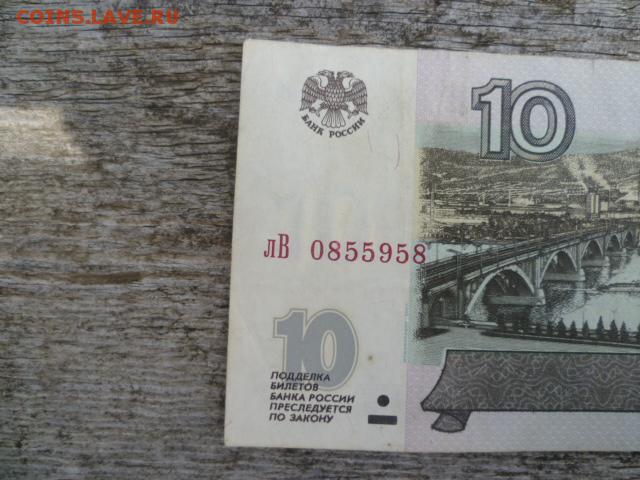 COINS.LAVE.RU
БАНК РОССИИ
10
лВ 0855958
10
ПОДДЕЛКА
БИЛЕТОВ
БАНКА РОССИИ
ПРЕСЛЕДУЕТСЯ
ПО ЗАКОНУ